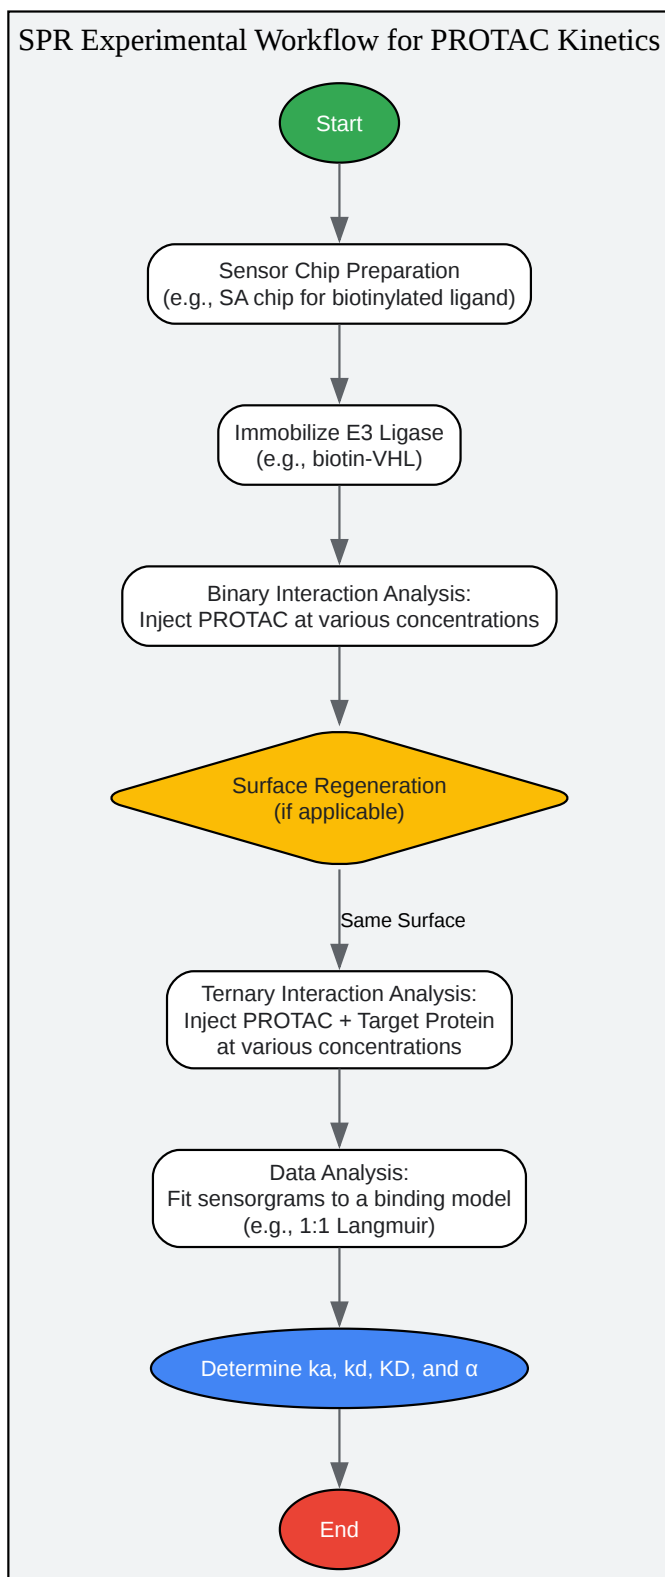 SPR Experimental Workflow for PROTAC Kinetics
Start
Sensor Chip Preparation
(e.g., SA chip for biotinylated ligand)
Immobilize E3 Ligase
(e.g., biotin-VHL)
Binary Interaction Analysis:
Inject PROTAC at various concentrations
Surface Regeneration
(if applicable)
Same Surface
Ternary Interaction Analysis:
Inject PROTAC + Target Protein
at various concentrations
Data Analysis:
Fit sensorgrams to a binding model
(e.g., 1:1 Langmuir)
Determine ka, kd, KD, and α
End